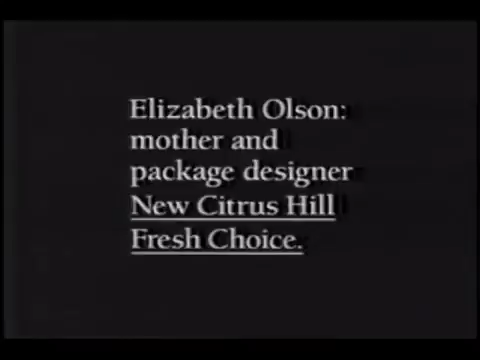 Elizabeth Olson:
mother and
package designer
New Citrus Hill
Fresh Choice.